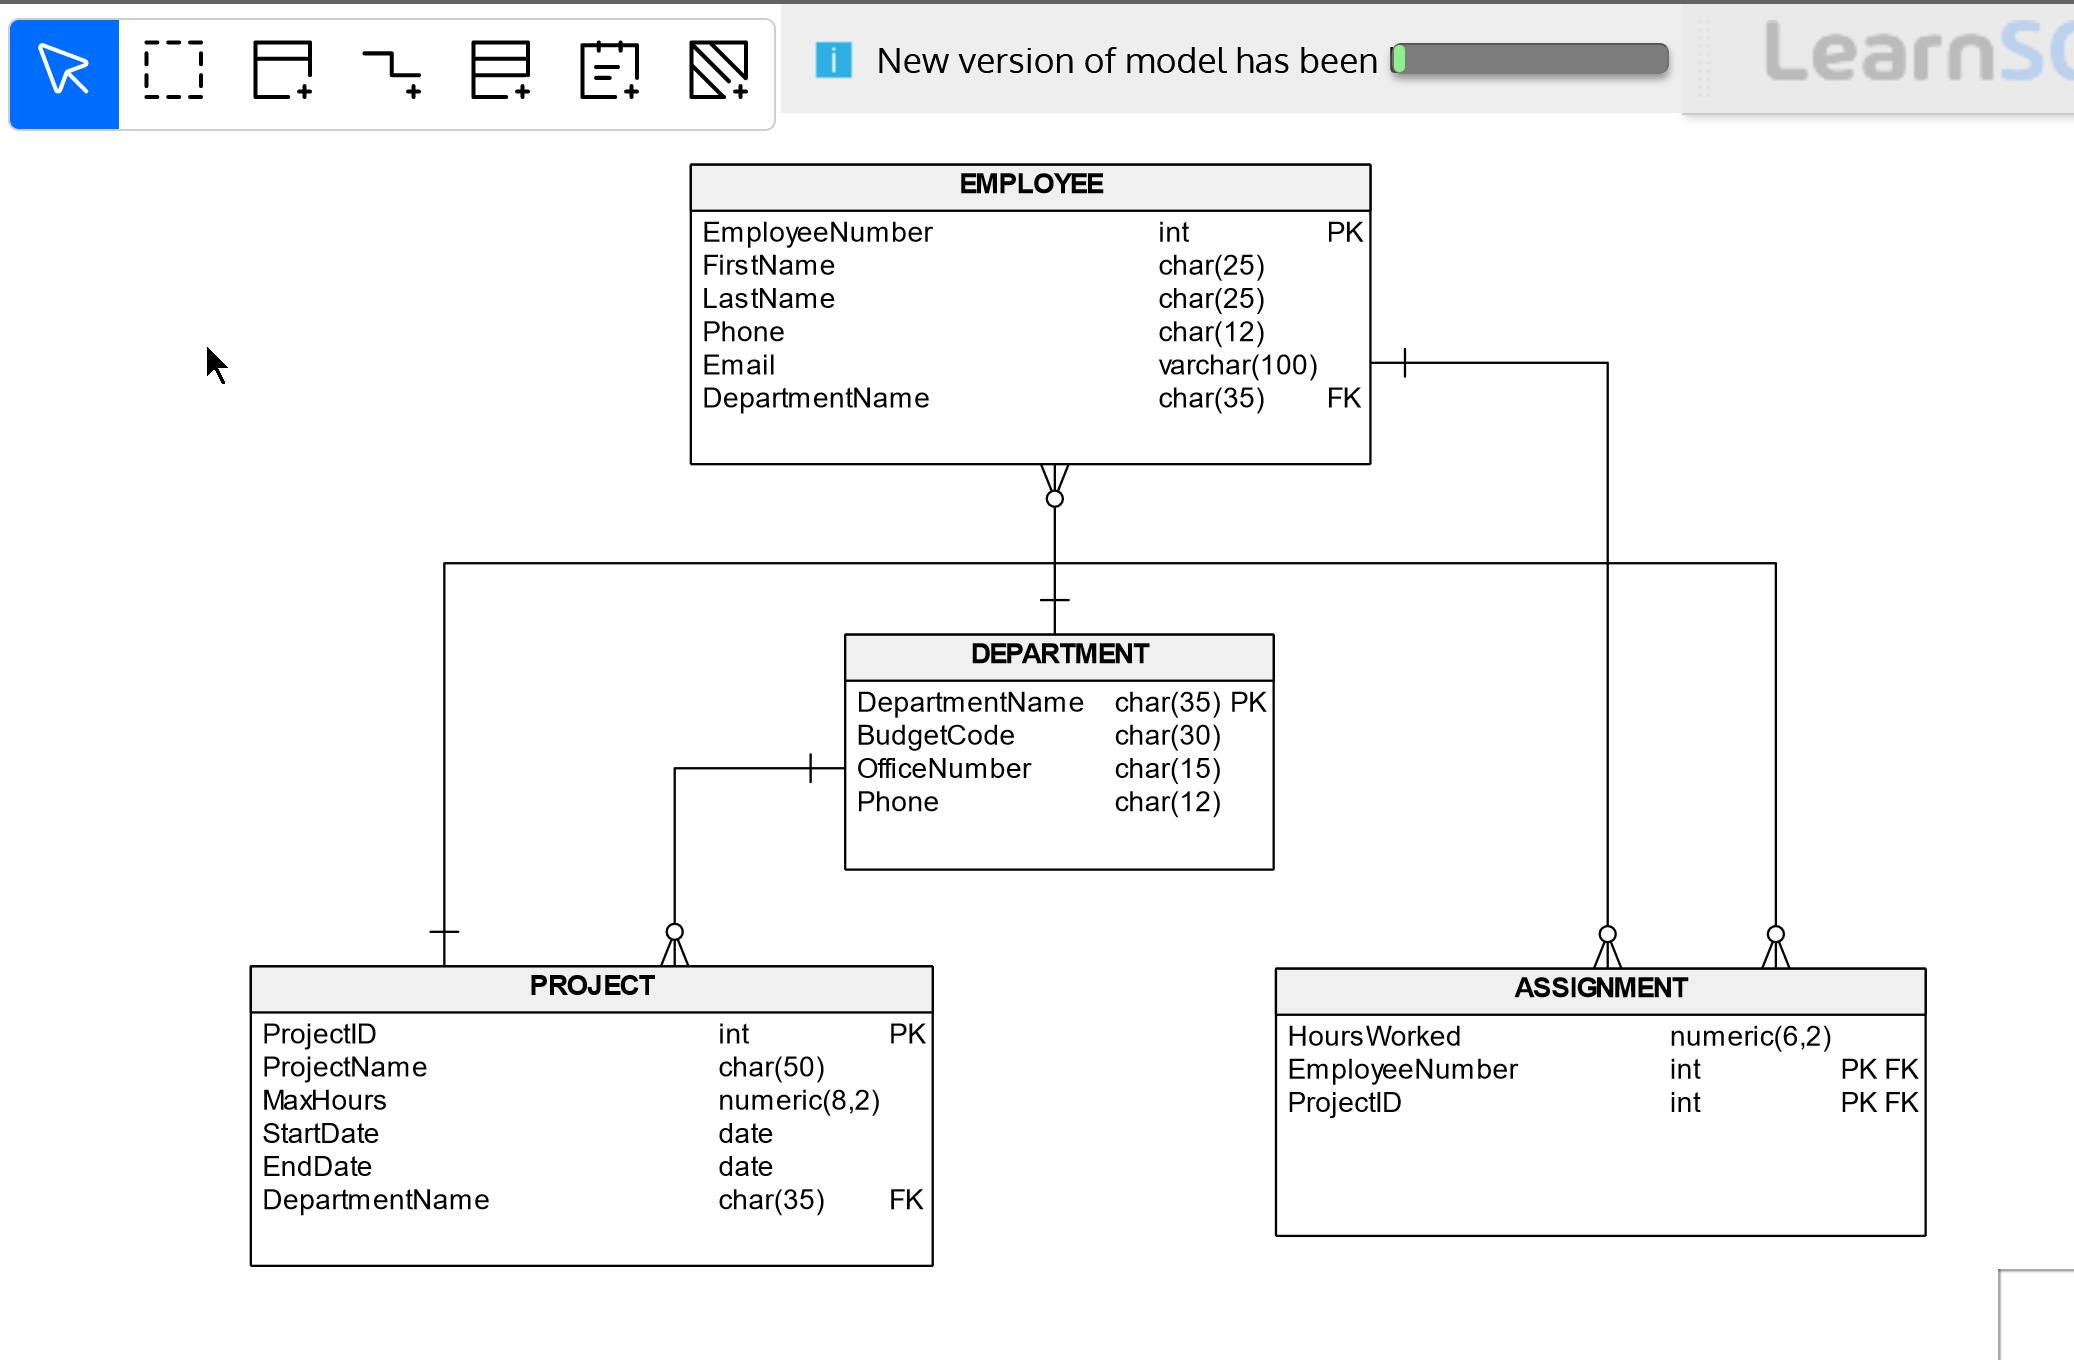 New version of model has been
LearnS
EMPLOYEE
EmployeeNumber int PK
FirstName char(25)
LastName char(25)
Phone char(12)
Email varchar(100)
DepartmentName char(35) FK
DEPARTMENT
DepartmentName char(35) PK
BudgetCode char(30)
OfficeNumber char(15)
Phone char(12)
PROJECT
ProjectID int PK
ProjectName char(50)
MaxHours numeric(8,2)
StartDate date
EndDate date
DepartmentName char(35) FK
ASSIGNMENT
HoursWorked numeric(6,2)
EmployeeNumber int PK FK
ProjectID int PK FK